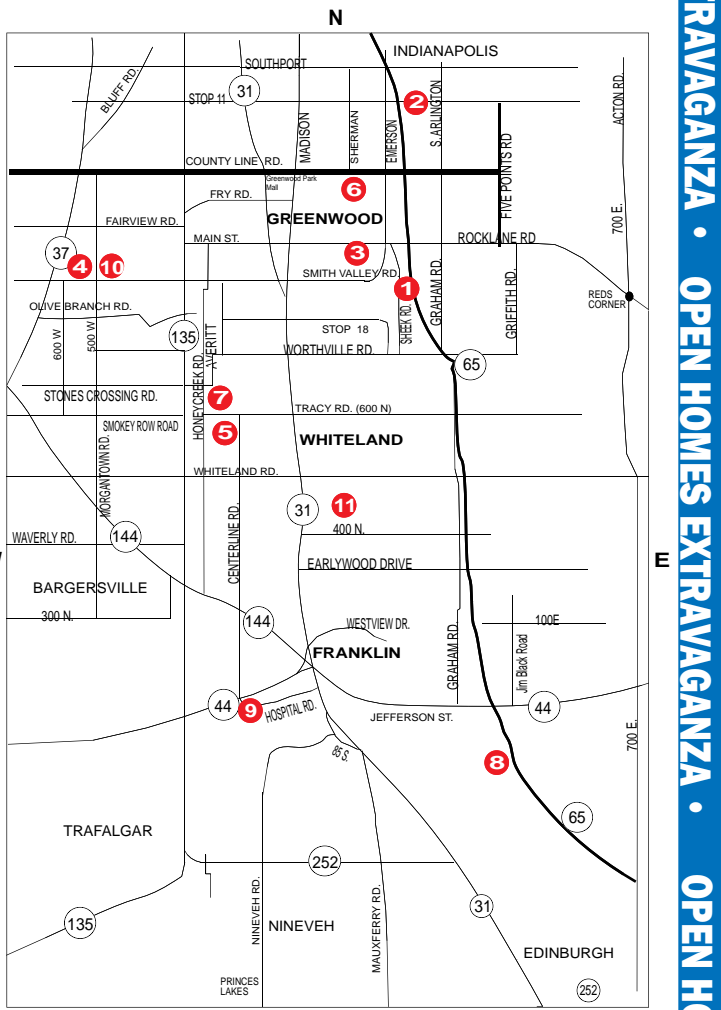 N
INDIANAPOLIS
SOUTHPORT
BLUFF RD.
31
STOP 11
2
S. ARLINGTON
ACTON RD.
MADISON
SHERMAN
EMERSON
FIVE POINTS RD
COUNTY LINE RD.
Greenwood Park
Mall
6
FRY RD.
GREENWOOD
FAIRVIEW RD.
700 E.
MAIN ST.
ROCKLANE RD
37
4
10
3
SMITH VALLEY RD.
1
SHEEK RD.
GRAHAM RD.
GRIFFITH RD.
REDS
CORNER
OLIVE BRANCH RD.
600 W
500 W
135
AVERITT
STOP 18
WORTHVILLE RD.
65
STONES CROSSING RD.
HONEYCREEK RD.
7
TRACY RD. (600 N)
SMOKEY ROW ROAD
5
WHITELAND
WHITELAND RD.
MORGANTOWN RD.
11
31
400 N.
WAVERLY RD.
144
CENTERLINE RD.
EARLYWOOD DRIVE
E
BARGERSVILLE
300 N.
144
WESTVIEW DR.
100E
FRANKLIN
GRAHAM RD.
Jim Black Road
44
9
HOSPITAL RD.
JEFFERSON ST.
44
700 E.
85 S.
8
65
TRAFALGAR
252
135
NINEVEH RD.
NINEVEH
MAUXFERRY RD.
31
EDINBURGH
PRINCES
LAKES
252
TRAVAGANZA • OPEN HOMES EXTRAVAGANZA • OPEN HO